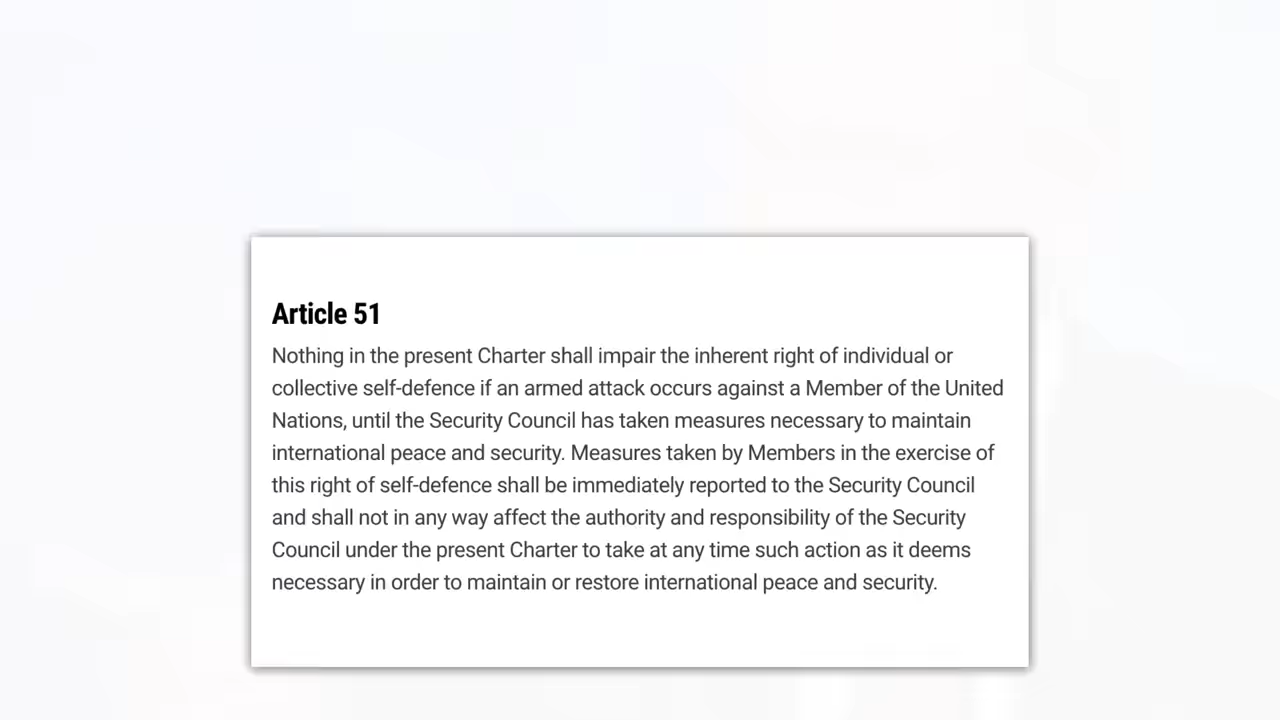 Article 51
Nothing in the present Charter shall impair the inherent right of individual or
collective self-defence if an armed attack occurs against a Member of the United
Nations, until the Security Council has taken measures necessary to maintain
international peace and security. Measures taken by Members in the exercise of
this right of self-defence shall be immediately reported to the Security Council
and shall not in any way affect the authority and responsibility of the Security
Council under the present Charter to take at any time such action as it deems
necessary in order to maintain or restore international peace and security.